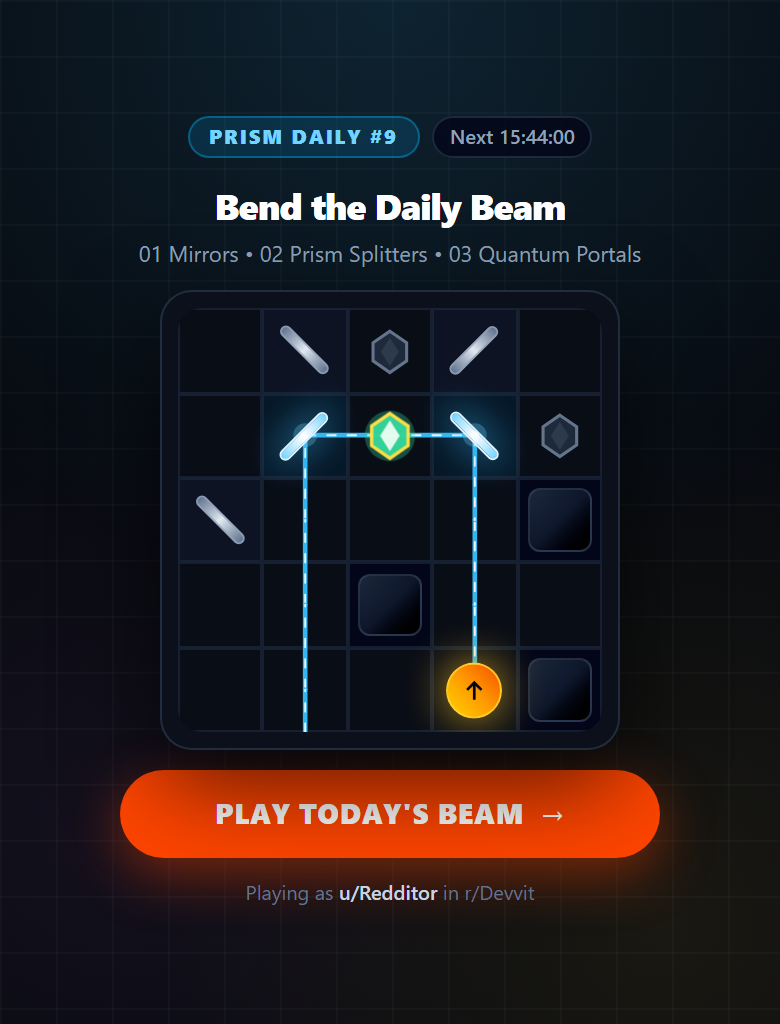 PRISM DAILY #9
Next 15:44:00
Bend the Daily Beam
01 Mirrors • 02 Prism Splitters • 03 Quantum Portals
↑
PLAY TODAY'S BEAM →
Playing as u/Redditor in r/Devvit